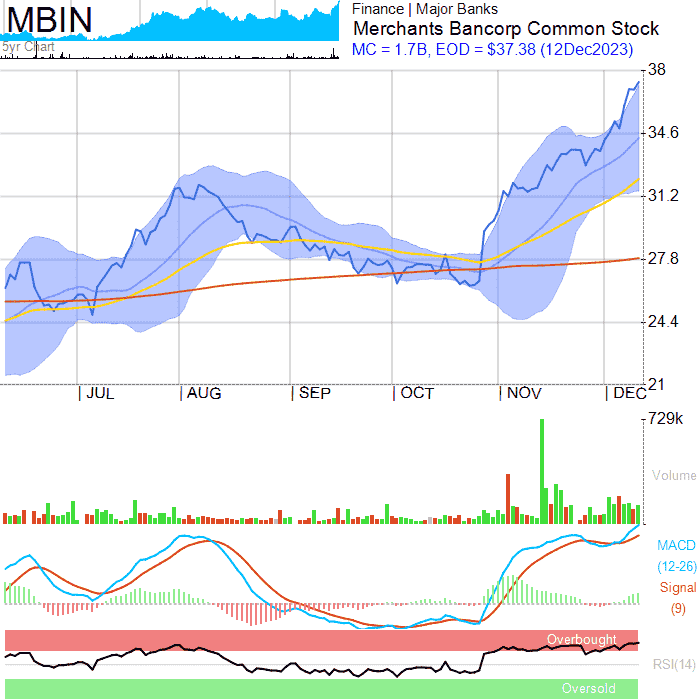 MBIN
5yr Chart
Finance | Major Banks
Merchants Bancorp Common Stock
MC = 1.7B, EOD = $37.38 (12Dec2023)
38
34.6
31.2
27.8
24.4
21
| JUL | AUG | SEP | OCT | NOV | DEC
729k
Volume
MACD
(12-26)
Signal
(9)
Overbought
RSI(14)
Oversold